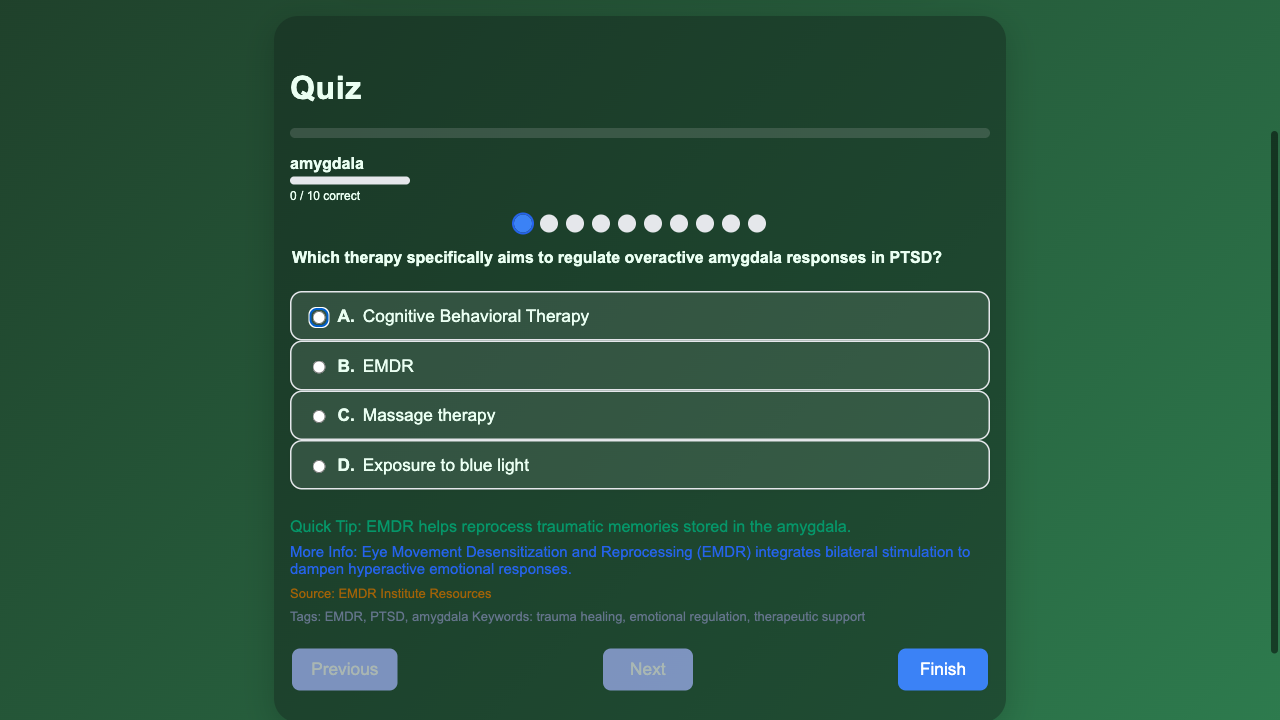 Quiz
amygdala
0 / 10 correct
Which therapy specifically aims to regulate overactive amygdala responses in PTSD?
A. Cognitive Behavioral Therapy
B. EMDR
C. Massage therapy
D. Exposure to blue light
Quick Tip: EMDR helps reprocess traumatic memories stored in the amygdala.
More Info: Eye Movement Desensitization and Reprocessing (EMDR) integrates bilateral stimulation to
dampen hyperactive emotional responses.
Source: EMDR Institute Resources
Tags: EMDR, PTSD, amygdala Keywords: trauma healing, emotional regulation, therapeutic support
Previous Next Finish